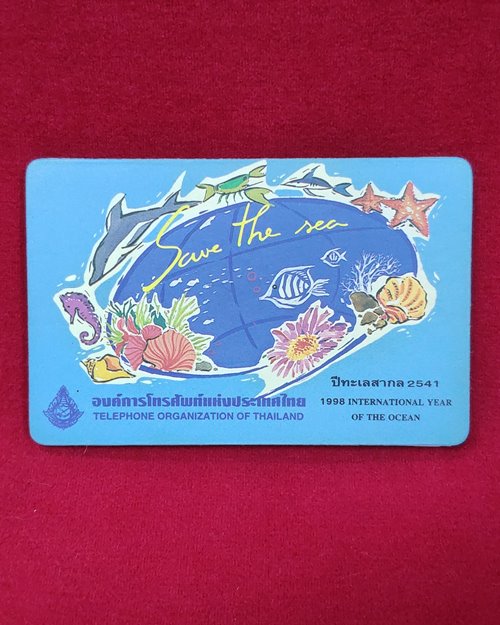 Save the sea
ปีทะเลสากล 2541
1998 INTERNATIONAL YEAR
OF THE OCEAN
องค์การโทรศัพท์แห่งประเทศไทย
TELEPHONE ORGANIZATION OF THAILAND